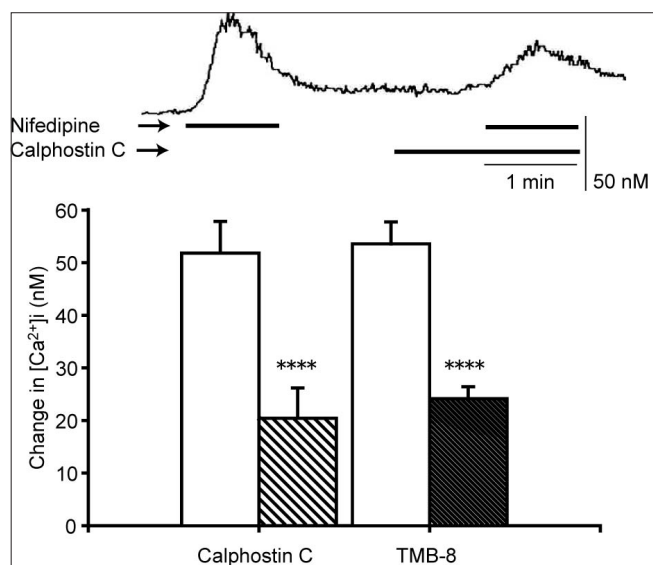 Nifedipine
Calphostin C
1 min
50 nM
Change in [Ca²⁺]i (nM)
60
50
40
30
20
10
0
****
****
Calphostin C
TMB-8